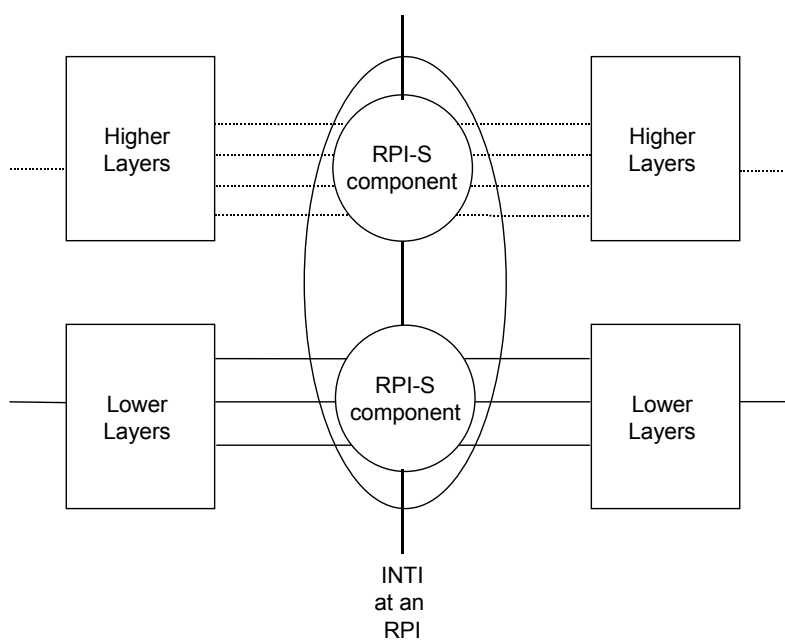 Higher
Layers
RPI-S
component
Higher
Layers
Lower
Layers
RPI-S
component
Lower
Layers
INTI
at an
RPI